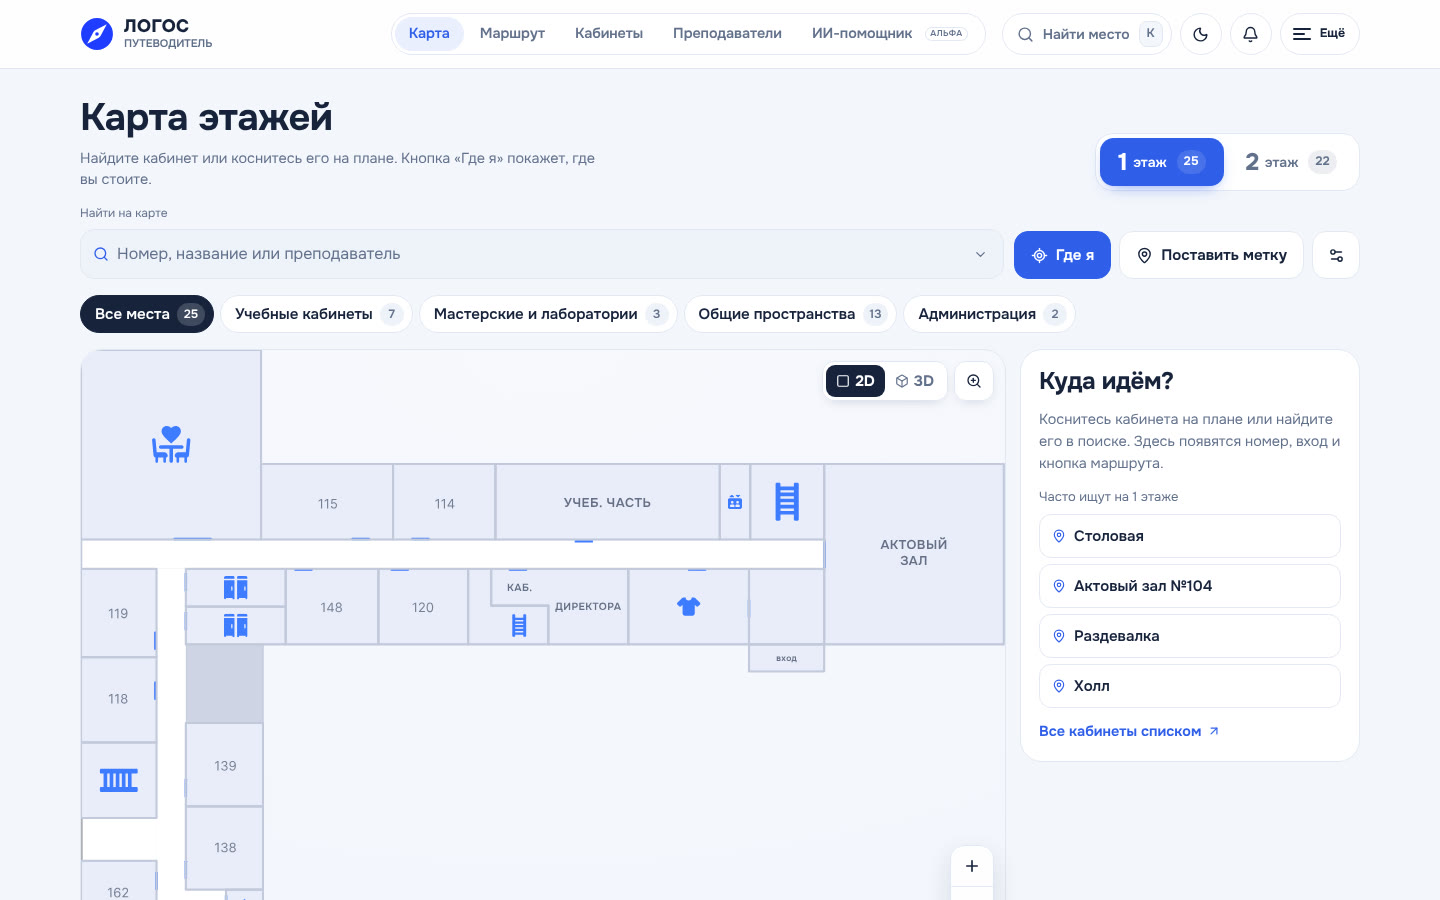 ЛОГОС
ПУТЕВОДИТЕЛЬ
Карта
Маршрут
Кабинеты
Преподаватели
ИИ-помощник
АЛЬФА
Найти место
K
Ещё
Карта этажей
Найдите кабинет или коснитесь его на плане. Кнопка «Где я» покажет, где
вы стоите.
1 этаж 25
2 этаж 22
Найти на карте
Номер, название или преподаватель
Где я
Поставить метку
Все места 25
Учебные кабинеты 7
Мастерские и лаборатории 3
Общие пространства 13
Администрация 2
2D
3D
115
114
УЧЕБ. ЧАСТЬ
АКТОВЫЙ
ЗАЛ
119
148
120
КАБ.
ДИРЕКТОРА
вход
118
139
138
162
Куда идём?
Коснитесь кабинета на плане или найдите
его в поиске. Здесь появятся номер, вход и
кнопка маршрута.
Часто ищут на 1 этаже
Столовая
Актовый зал №104
Раздевалка
Холл
Все кабинеты списком